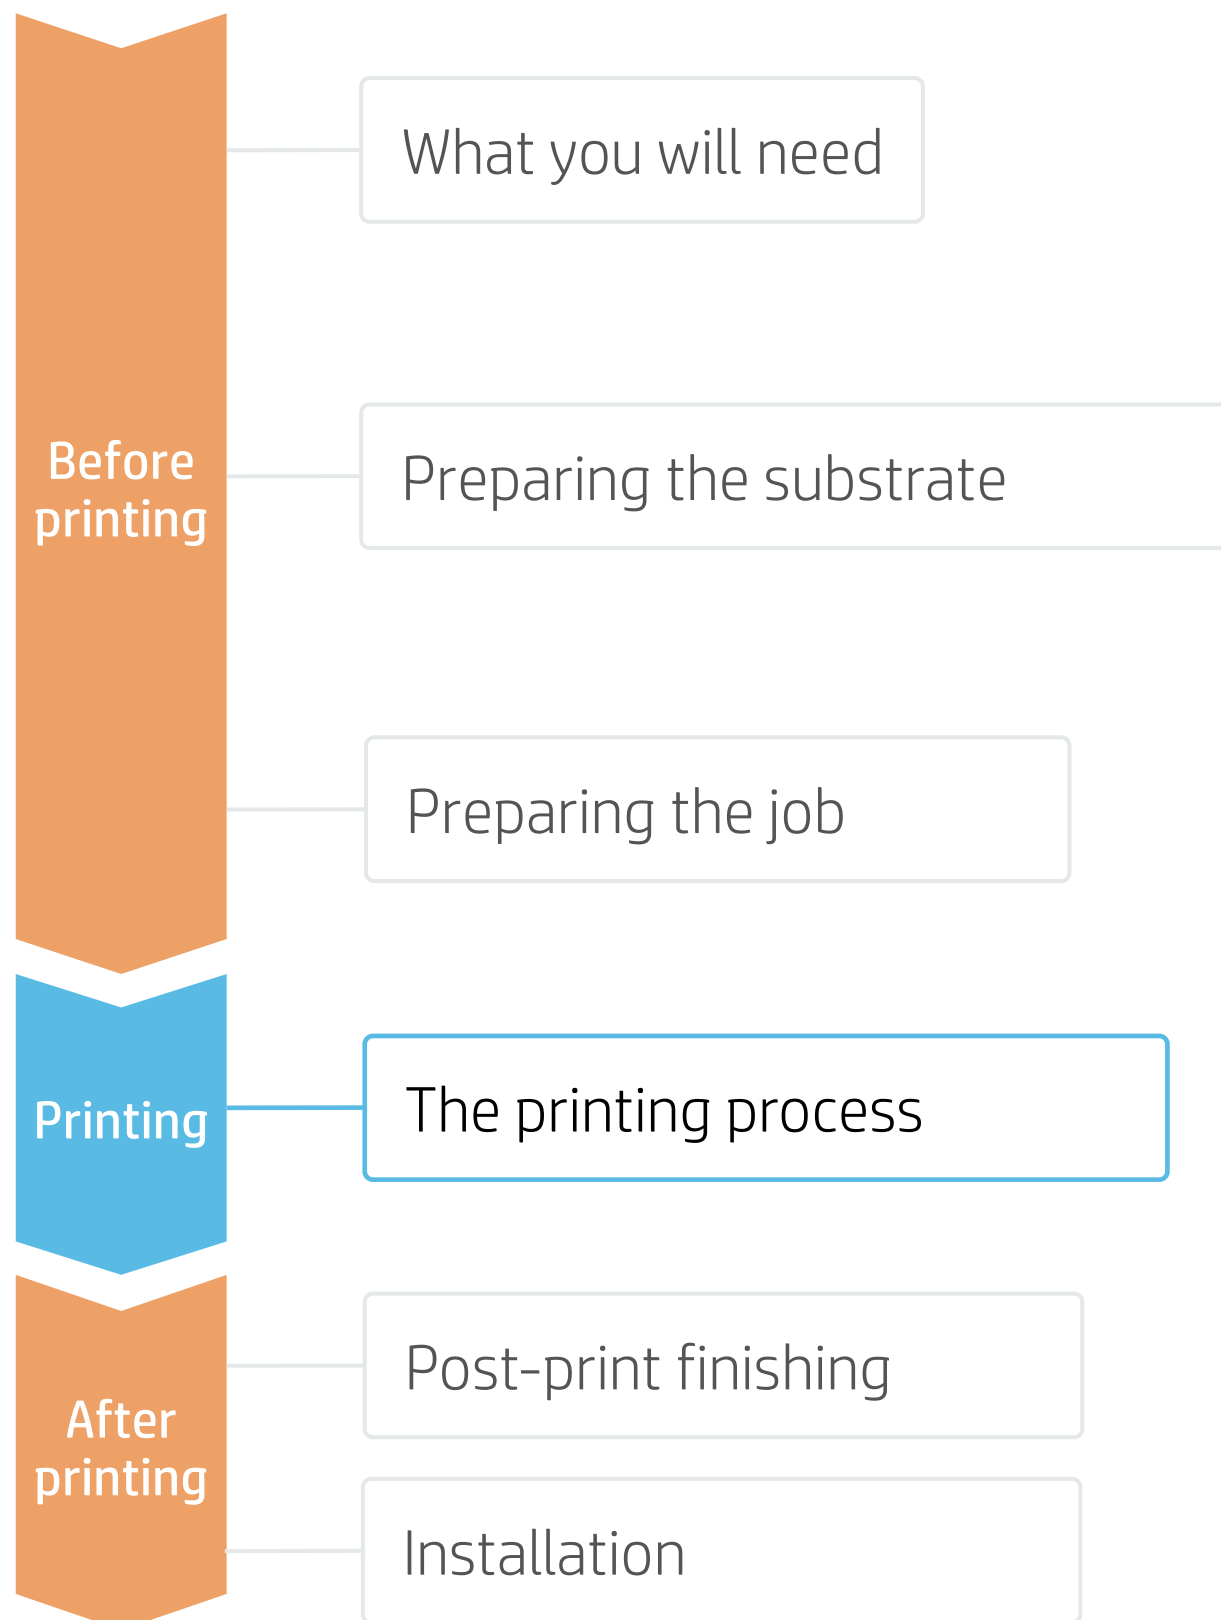 What you will need
Before
printing
Preparing the substrate
Preparing the job
Printing
The printing process
After
printing
Post-print finishing
Installation